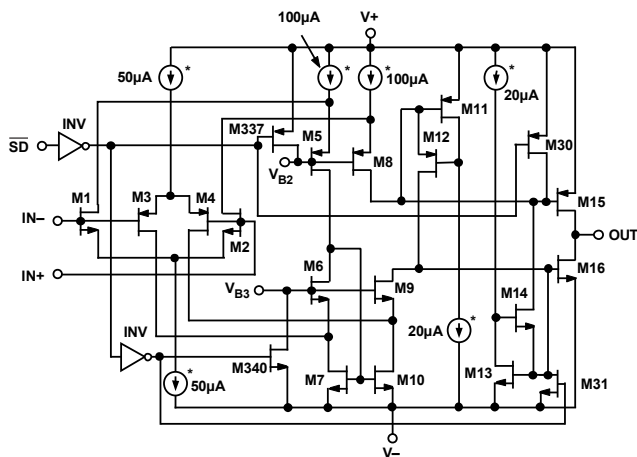 100µA
V+
50µA
*
*
*
100µA
*
20µA
M11
INV
SD
M337
M5
M12
M30
M8
VB2
M1
M3
M4
M15
IN–
OUT
M2
M16
IN+
M6
M9
VB3
M14
INV
*
20µA
*
M13
M340
50µA
M7
M10
M31
V–